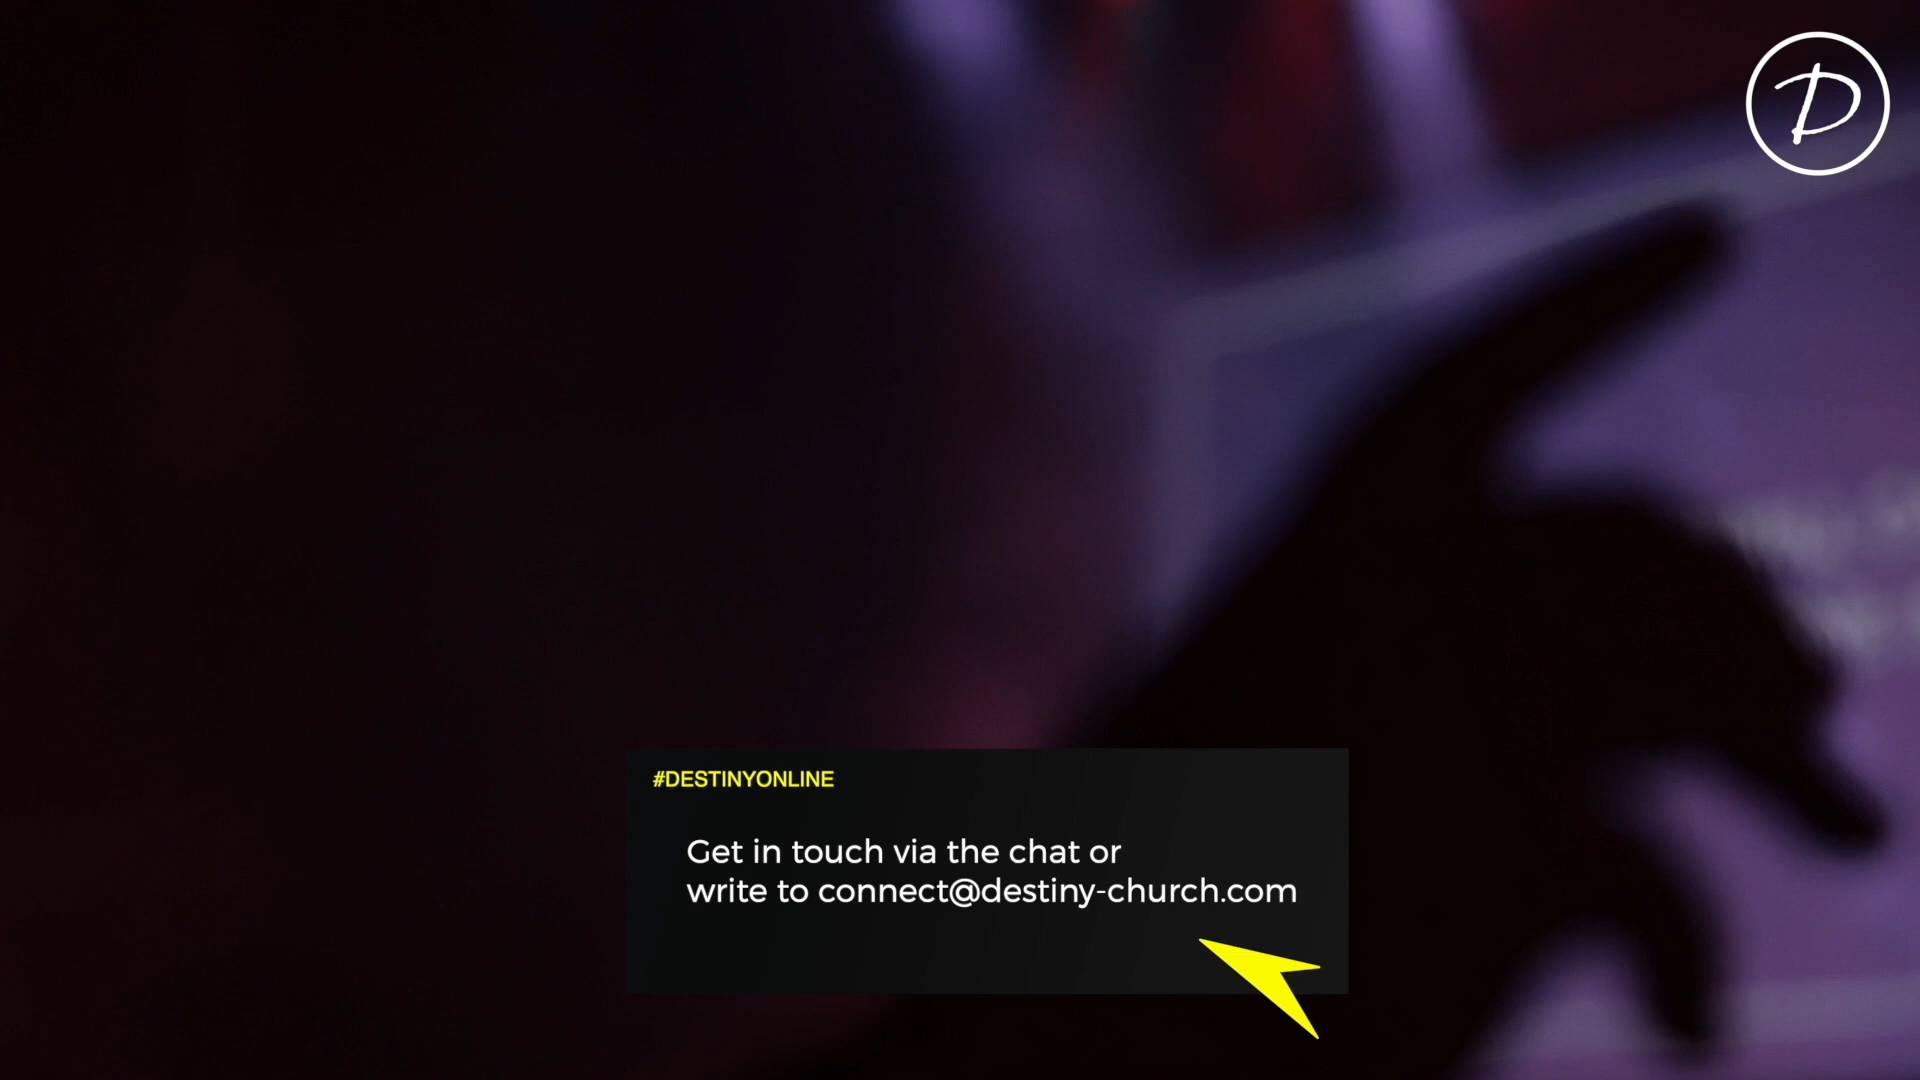 D
#DESTINYONLINE
Get in touch via the chat or
write to connect@destiny-church.com